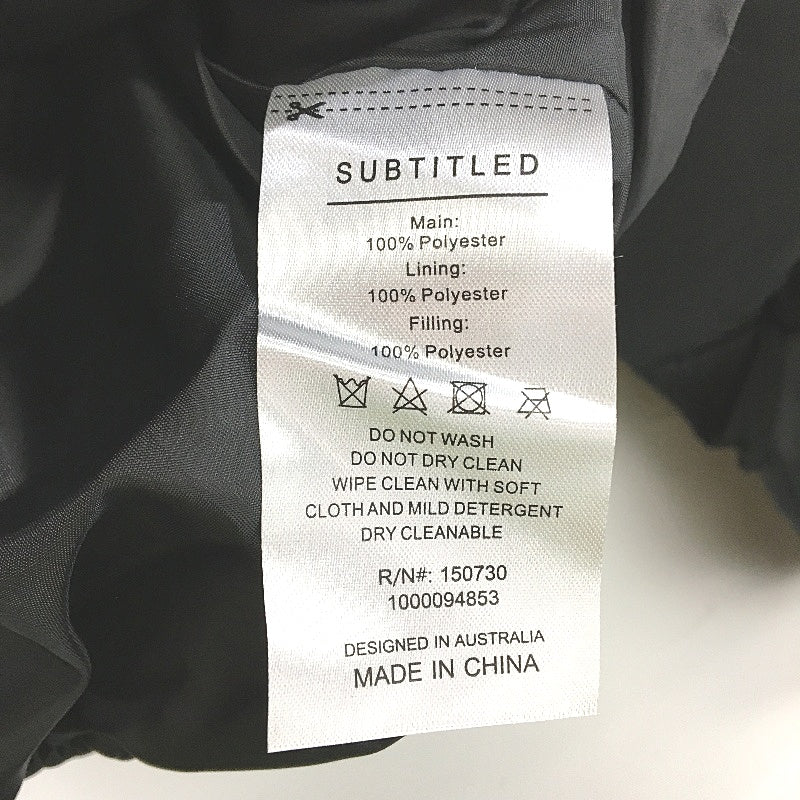 SUBTITLED
Main:
100% Polyester
Lining:
100% Polyester
Filling:
100% Polyester
DO NOT WASH
DO NOT DRY CLEAN
WIPE CLEAN WITH SOFT
CLOTH AND MILD DETERGENT
DRY CLEANABLE
R/N#: 150730
1000094853
DESIGNED IN AUSTRALIA
MADE IN CHINA